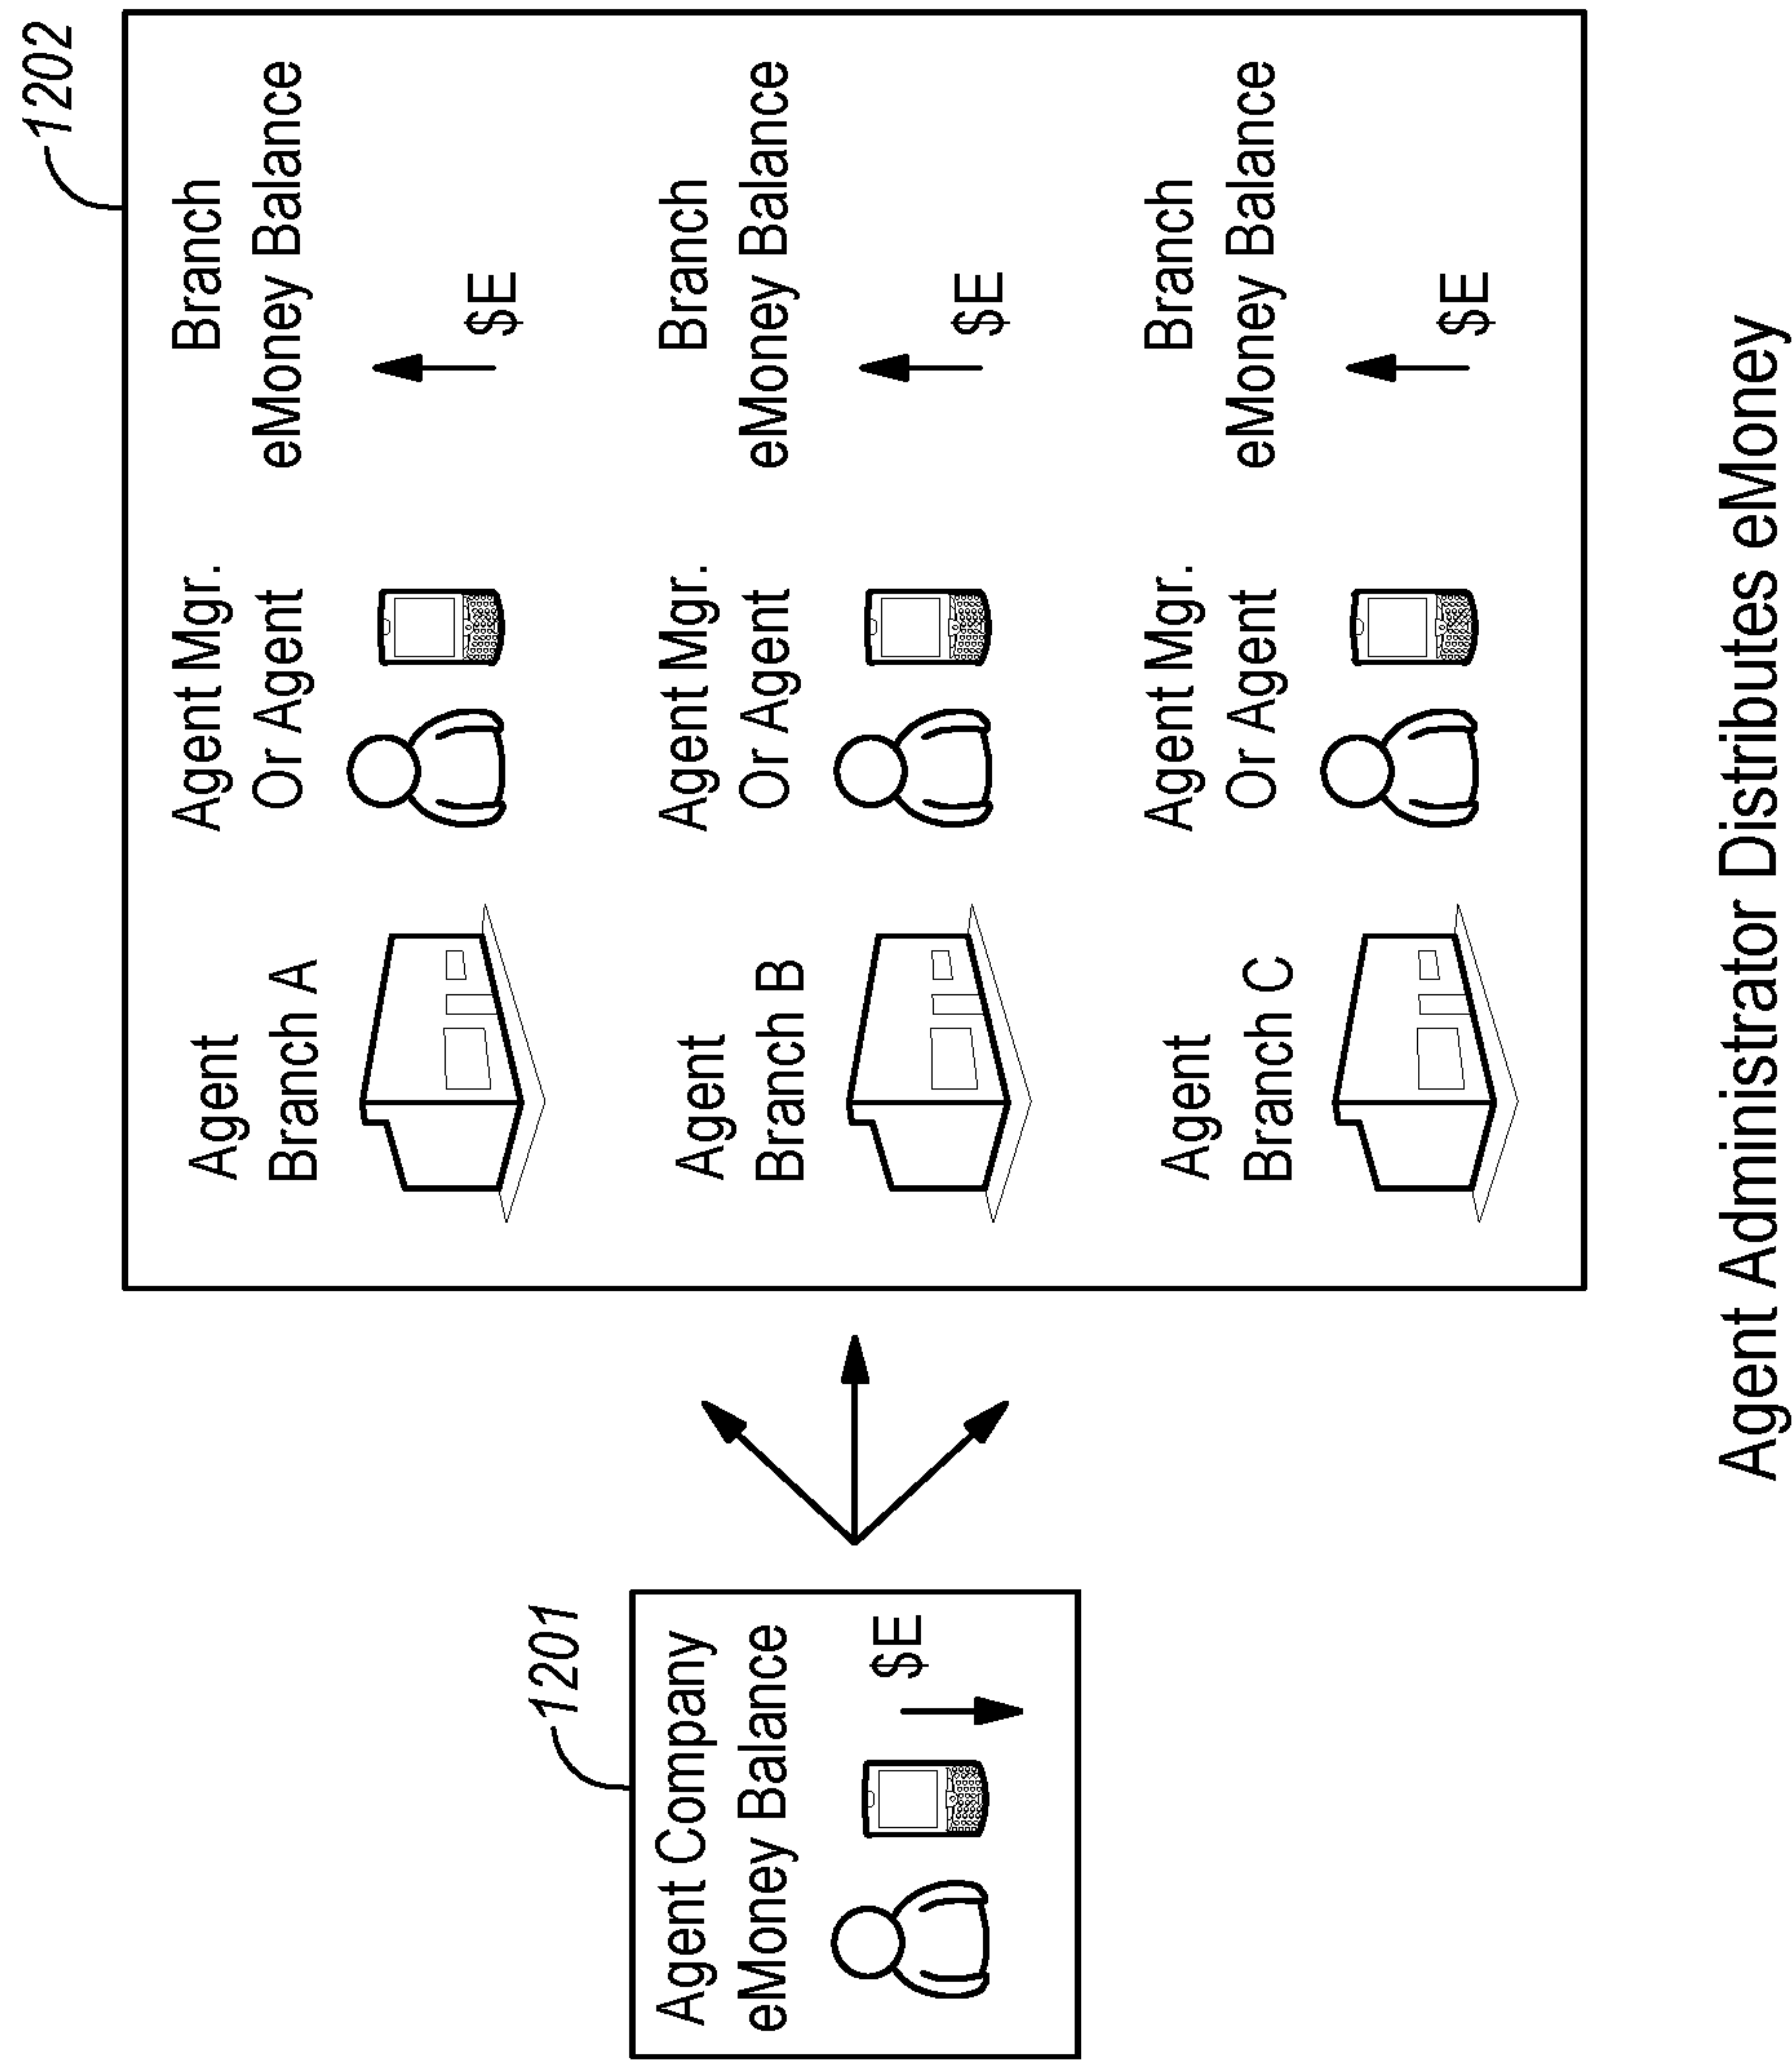 1202
Agent
Branch A
Agent Mgr.
Or Agent
Branch
eMoney Balance
$E
1201
Agent Company
eMoney Balance
$E
Agent
Branch B
Agent Mgr.
Or Agent
Branch
eMoney Balance
$E
Agent
Branch C
Agent Mgr.
Or Agent
Branch
eMoney Balance
$E
Agent Administrator Distributes eMoney